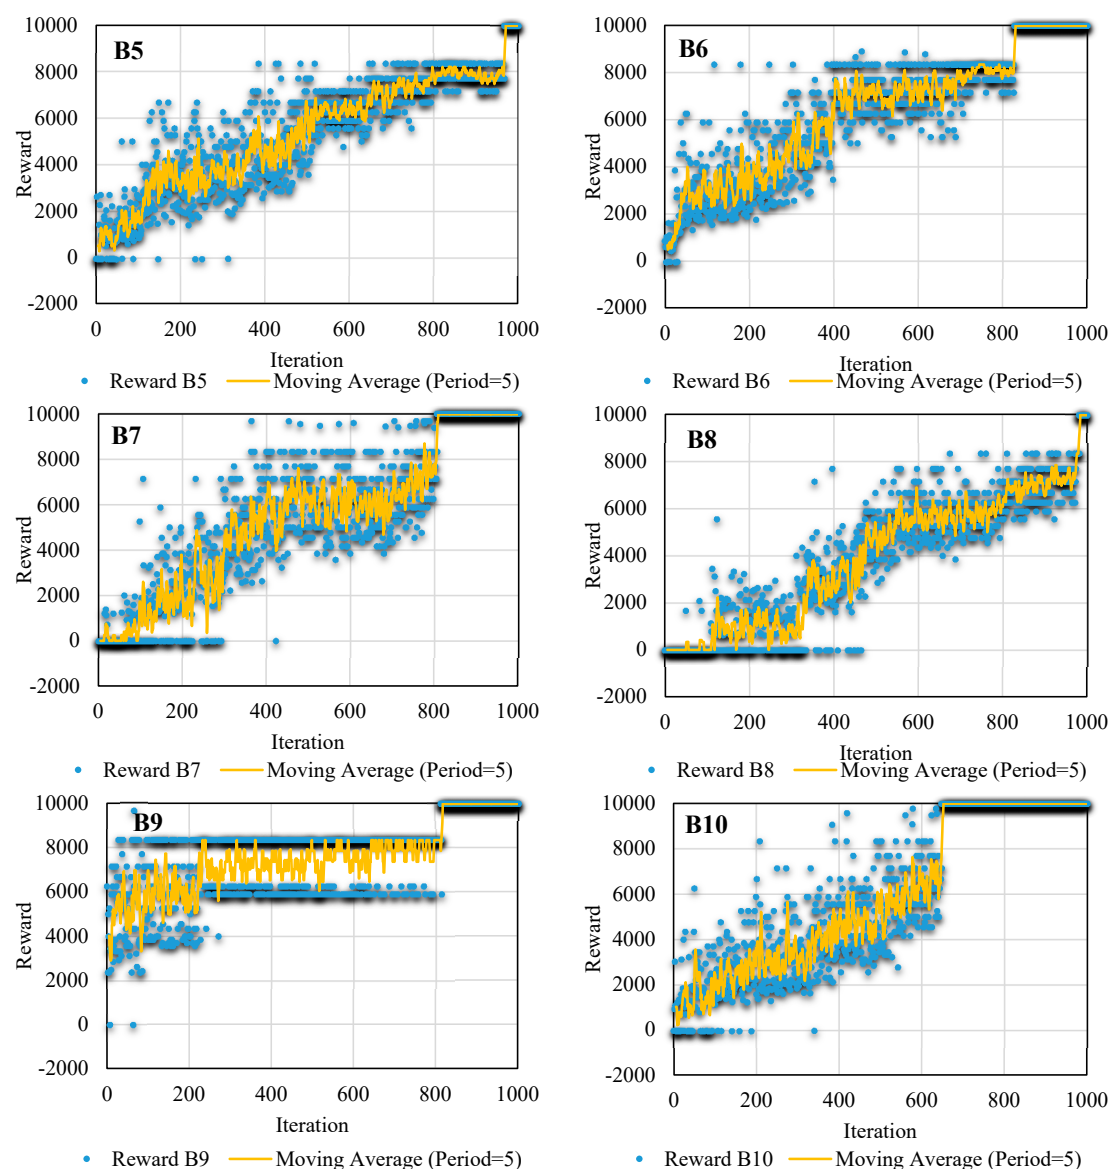 B5
10000
8000
6000
4000
2000
0
-2000
Reward
0 200 400 600 800 1000
Iteration
Reward B5 Moving Average (Period=5)
B6
10000
8000
6000
4000
2000
0
-2000
Reward
0 200 400 600 800 1000
Iteration
Reward B6 Moving Average (Period=5)
B7
10000
8000
6000
4000
2000
0
-2000
Reward
0 200 400 600 800 1000
Iteration
Reward B7 Moving Average (Period=5)
B8
10000
8000
6000
4000
2000
0
-2000
Reward
0 200 400 600 800 1000
Iteration
Reward B8 Moving Average (Period=5)
B9
10000
8000
6000
4000
2000
0
-2000
Reward
0 200 400 600 800 1000
Iteration
Reward B9 Moving Average (Period=5)
B10
10000
8000
6000
4000
2000
0
-2000
Reward
0 200 400 600 800 1000
Iteration
Reward B10 Moving Average (Period=5)